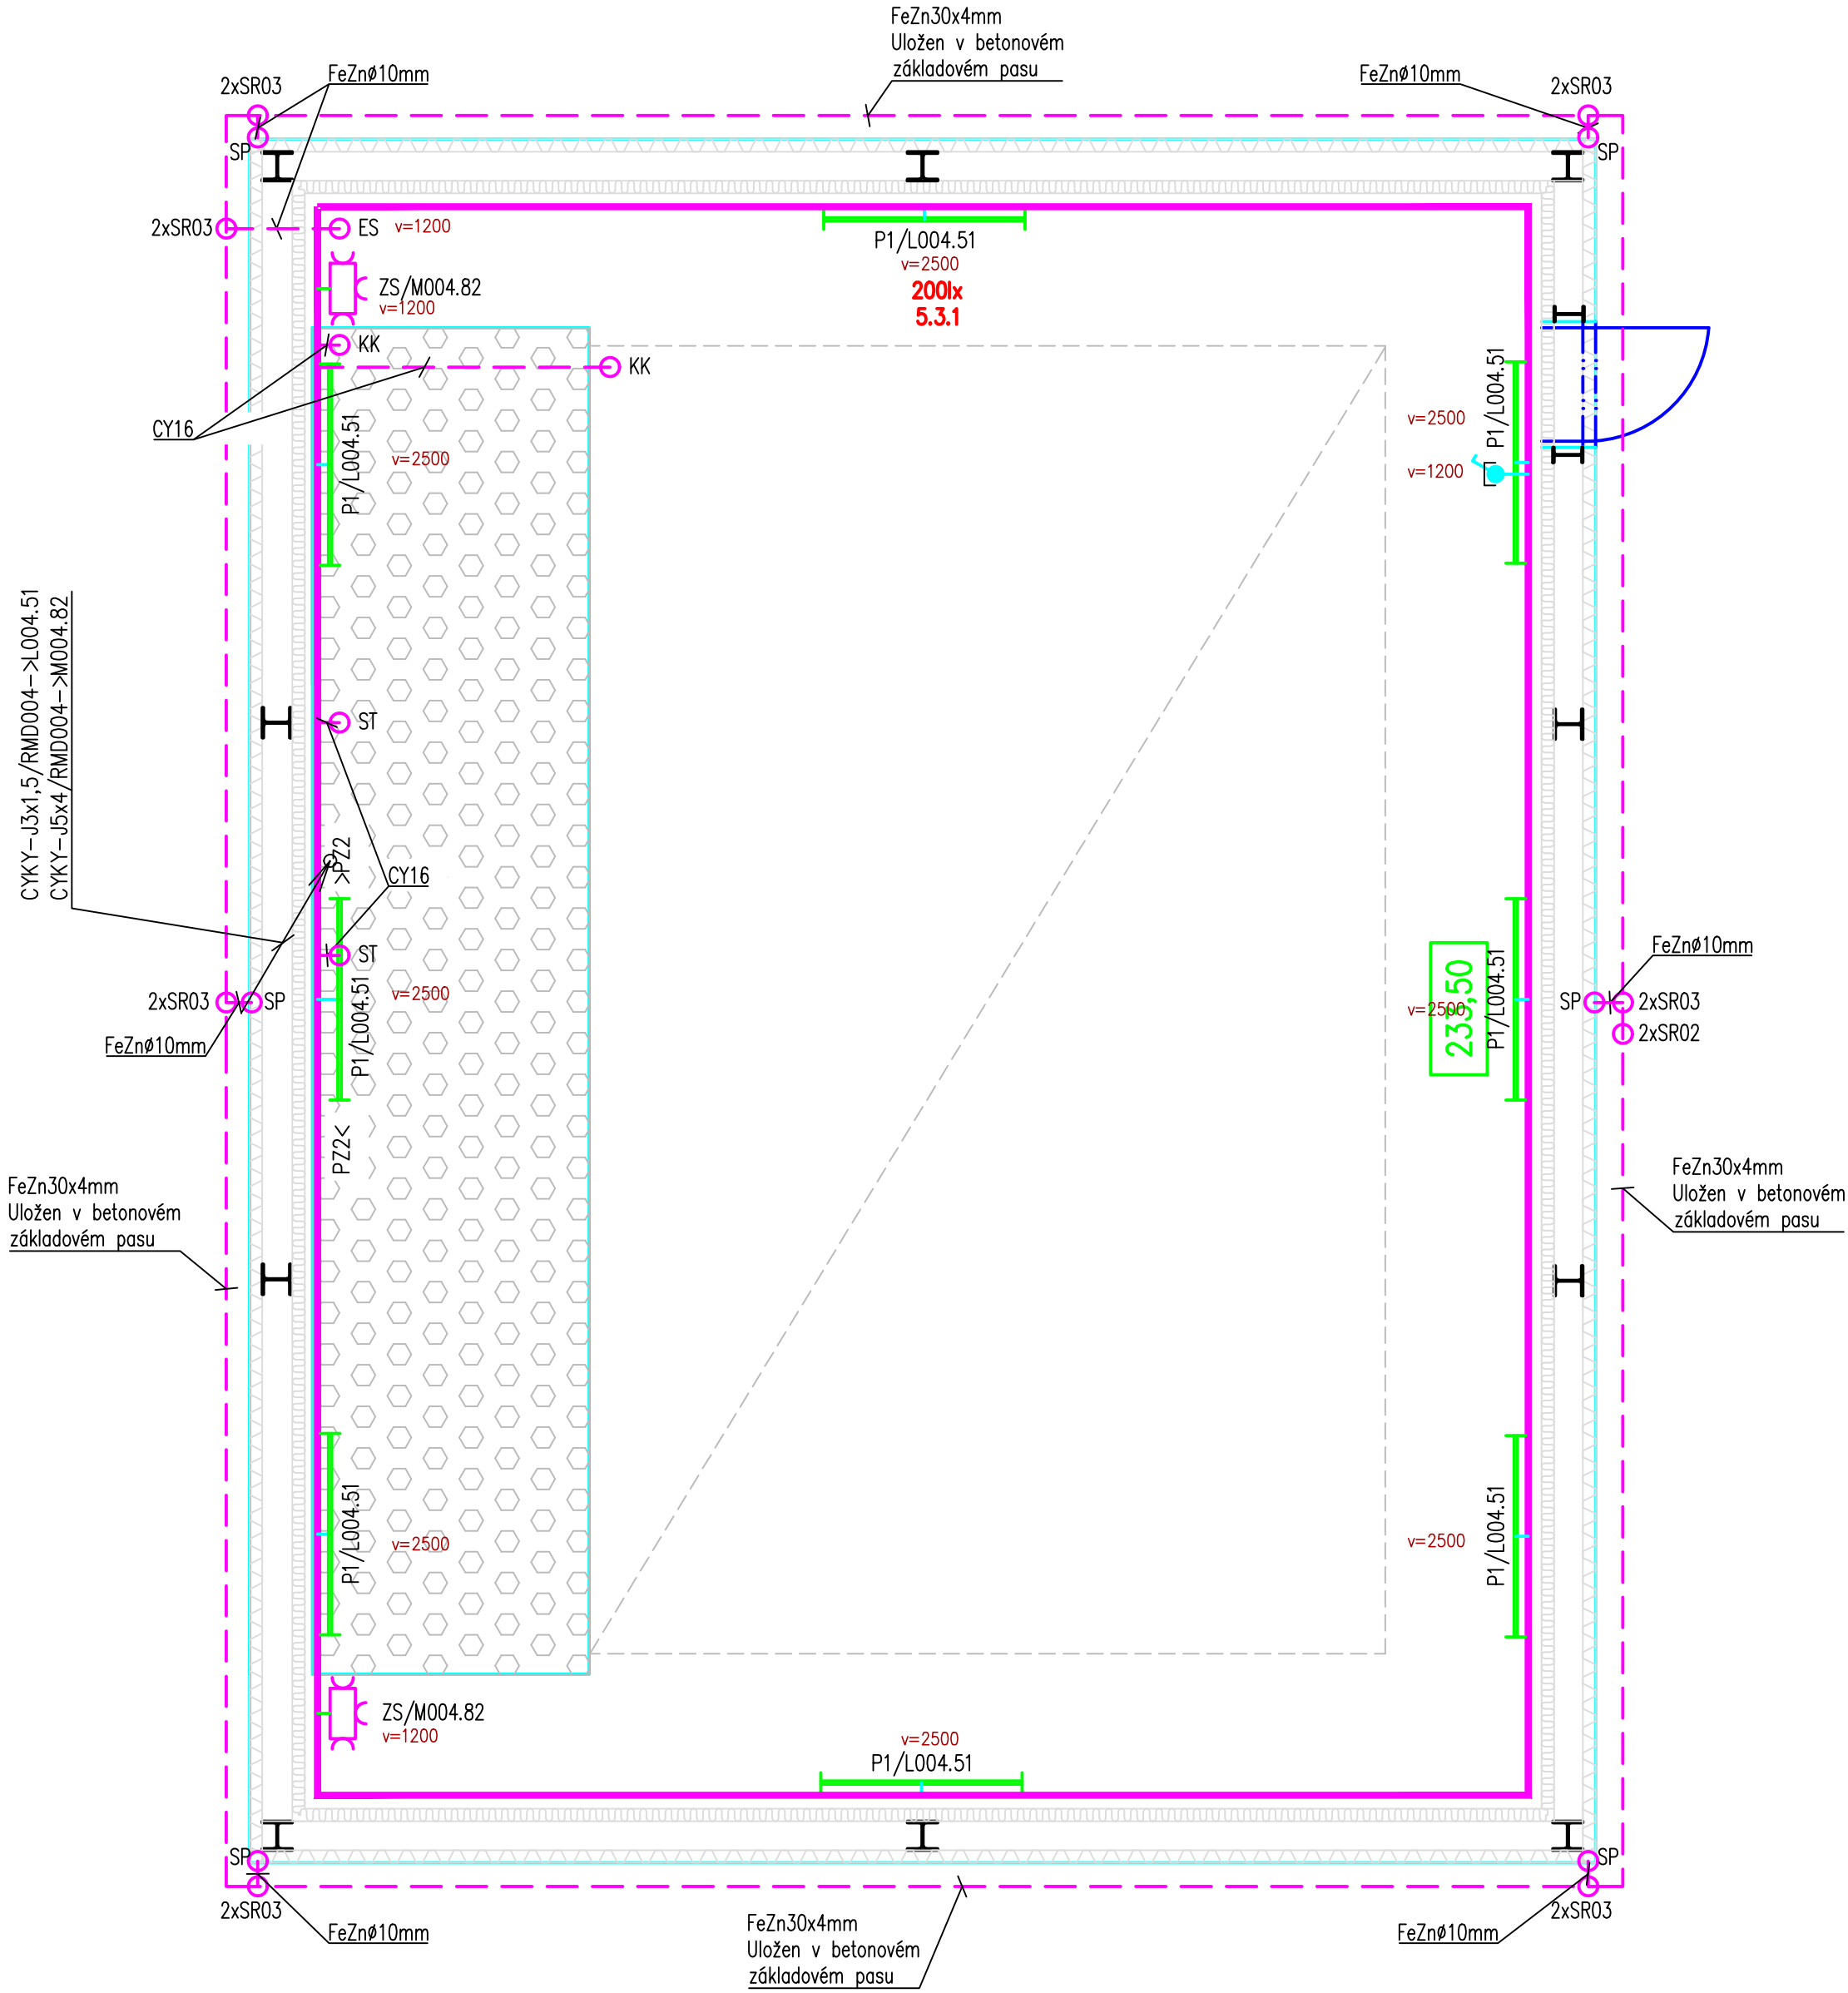 FeZn30x4mm
Uložen v betonovém
základovém pasu
FeZnø10mm
FeZnø10mm
2xSR03
2xSR03
SP
SP
2xSR03
ES
v=1200
P1/L004.51
v=2500
200lx
5.3.1
ZS/M004.82
v=1200
KK
KK
CY16
P1/L004.51
v=2500
P1/L004.51
v=2500
v=1200
CYKY-J3x1,5/RMD004->L004.51
CYKY-J5x4/RMD004->M004.82
ST
>PZ2
CY16
ST
P1/L004.51
v=2500
2xSR03
SP
FeZnø10mm
PZ2<
233,50
v=2500
P1/L004.51
FeZnø10mm
SP
2xSR03
2xSR02
FeZn30x4mm
Uložen v betonovém
základovém pasu
FeZn30x4mm
Uložen v betonovém
základovém pasu
P1/L004.51
v=2500
v=2500
P1/L004.51
ZS/M004.82
v=1200
v=2500
P1/L004.51
SP
SP
2xSR03
2xSR03
FeZnø10mm
FeZn30x4mm
Uložen v betonovém
základovém pasu
FeZnø10mm